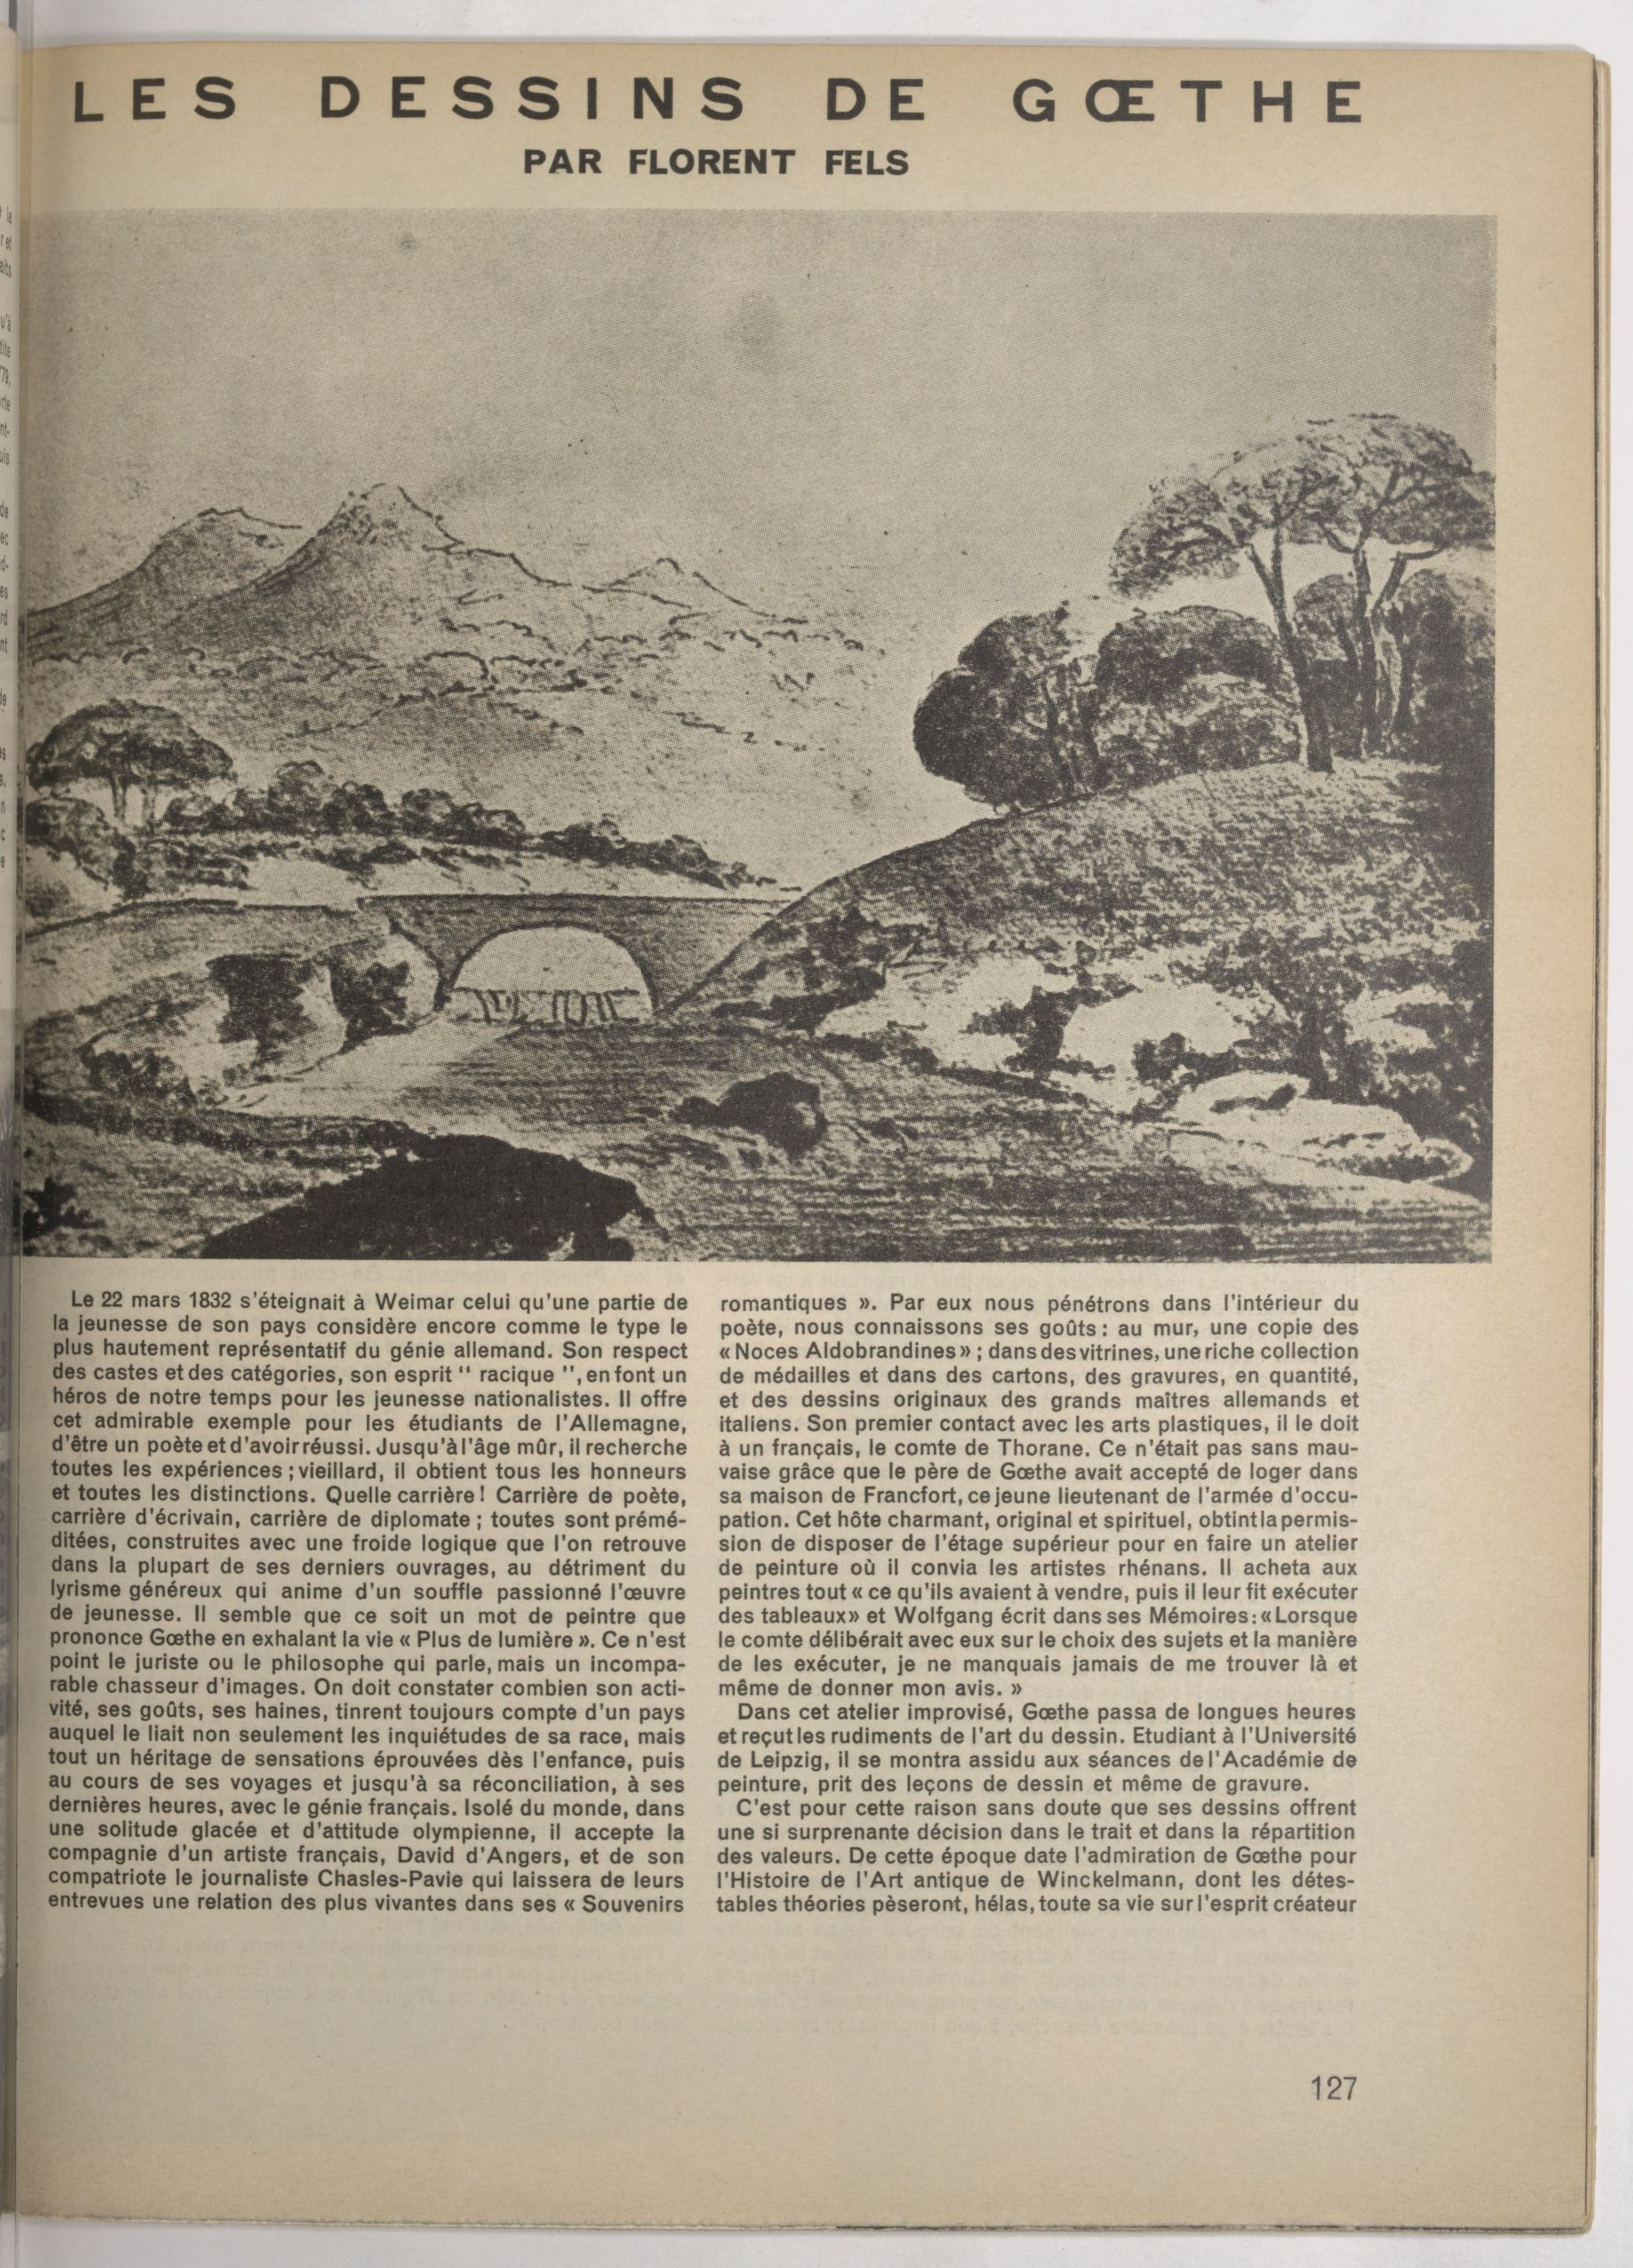 LES DESSINS DE GŒTHE
PAR FLORENT FELS
Le 22 mars 1832 s'éteignait à Weimar celui qu'une partie de
la jeunesse de son pays considère encore comme le type le
plus hautement représentatif du génie allemand. Son respect
des castes et des catégories, son esprit " racique ", en font un
héros de notre temps pour les jeunesse nationalistes. Il offre
cet admirable exemple pour les étudiants de l'Allemagne,
d'être un poète et d'avoir réussi. Jusqu'à l'âge mûr, il recherche
toutes les expériences ; vieillard, il obtient tous les honneurs
et toutes les distinctions. Quelle carrière ! Carrière de poète,
carrière d'écrivain, carrière de diplomate ; toutes sont prémé-
ditées, construites avec une froide logique que l'on retrouve
dans la plupart de ses derniers ouvrages, au détriment du
lyrisme généreux qui anime d'un souffle passionné l'œuvre
de jeunesse. Il semble que ce soit un mot de peintre que
prononce Gœthe en exhalant la vie « Plus de lumière ». Ce n'est
point le juriste ou le philosophe qui parle, mais un incompa-
rable chasseur d'images. On doit constater combien son acti-
vité, ses goûts, ses haines, tinrent toujours compte d'un pays
auquel le liait non seulement les inquiétudes de sa race, mais
tout un héritage de sensations éprouvées dès l'enfance, puis
au cours de ses voyages et jusqu'à sa réconciliation, à ses
dernières heures, avec le génie français. Isolé du monde, dans
une solitude glacée et d'attitude olympienne, il accepte la
compagnie d'un artiste français, David d'Angers, et de son
compatriote le journaliste Chasles-Pavie qui laissera de leurs
entrevues une relation des plus vivantes dans ses « Souvenirs
romantiques ». Par eux nous pénétrons dans l'intérieur du
poète, nous connaissons ses goûts : au mur, une copie des
« Noces Aldobrandines » ; dans des vitrines, une riche collection
de médailles et dans des cartons, des gravures, en quantité,
et des dessins originaux des grands maîtres allemands et
italiens. Son premier contact avec les arts plastiques, il le doit
à un français, le comte de Thorane. Ce n'était pas sans mau-
vaise grâce que le père de Gœthe avait accepté de loger dans
sa maison de Francfort, ce jeune lieutenant de l'armée d'occu-
pation. Cet hôte charmant, original et spirituel, obtint la permis-
sion de disposer de l'étage supérieur pour en faire un atelier
de peinture où il convia les artistes rhénans. Il acheta aux
peintres tout « ce qu'ils avaient à vendre, puis il leur fit exécuter
des tableaux » et Wolfgang écrit dans ses Mémoires : « Lorsque
le comte délibérait avec eux sur le choix des sujets et la manière
de les exécuter, je ne manquais jamais de me trouver là et
même de donner mon avis. »
Dans cet atelier improvisé, Gœthe passa de longues heures
et reçut les rudiments de l'art du dessin. Etudiant à l'Université
de Leipzig, il se montra assidu aux séances de l'Académie de
peinture, prit des leçons de dessin et même de gravure.
C'est pour cette raison sans doute que ses dessins offrent
une si surprenante décision dans le trait et dans la répartition
des valeurs. De cette époque date l'admiration de Gœthe pour
l'Histoire de l'Art antique de Winckelmann, dont les détes-
tables théories pèseront, hélas, toute sa vie sur l'esprit créateur
127